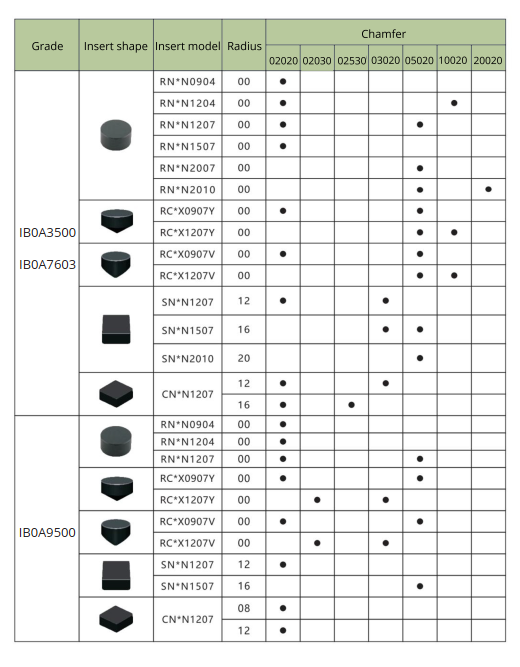 Grade Insert shape Insert model Radius Chamfer
02020 02030 02530 03020 05020 10020 20020
IB0A3500
IB0A7603
RN*N0904 00 ●
RN*N1204 00 ● ●
RN*N1207 00 ● ●
RN*N1507 00 ●
RN*N2007 00 ●
RN*N2010 00 ● ●
RC*X0907Y 00 ● ●
RC*X1207Y 00 ● ●
RC*X0907V 00 ● ●
RC*X1207V 00 ● ●
SN*N1207 12 ● ●
SN*N1507 16 ● ●
SN*N2010 20 ●
CN*N1207 12 ● ●
16 ● ●
IB0A9500
RN*N0904 00 ●
RN*N1204 00 ●
RN*N1207 00 ● ●
RC*X0907Y 00 ● ●
RC*X1207Y 00 ● ●
RC*X0907V 00 ● ●
RC*X1207V 00 ● ●
SN*N1207 12 ●
SN*N1507 16 ●
CN*N1207 08 ●
12 ●